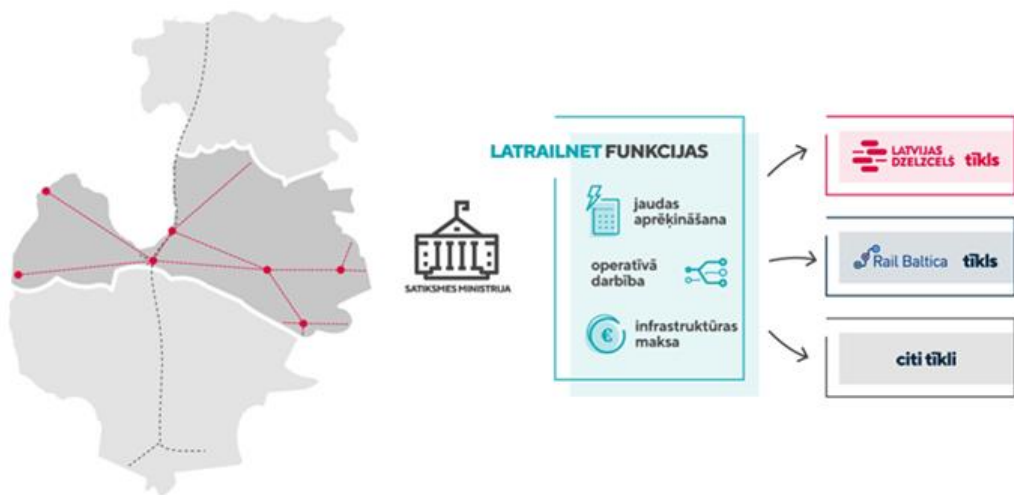 SATIKSMES MINISTRIJA
LATRAILNET FUNKCIJAS
jaudas
aprēķināšana
operatīvā
darbība
€
infrastruktūras
maksa
LATVIJAS
DZELZCEĻŠ tīkls
Rail Baltica tīkls
citi tīkli